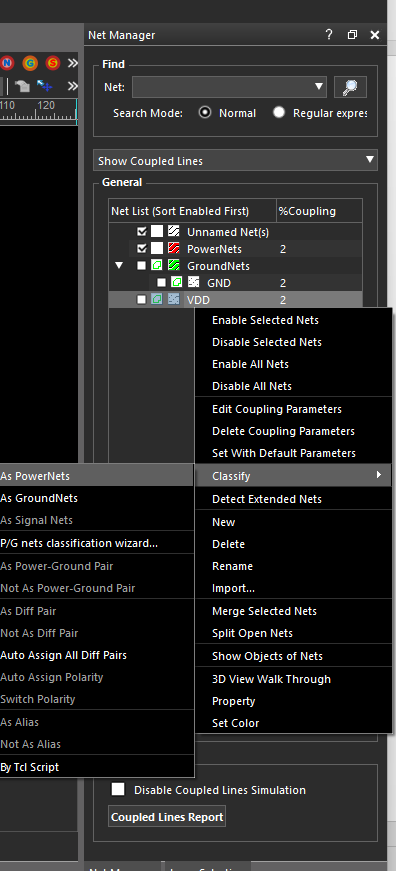 Net Manager
N G S
Find
110 120
Net:
Search Mode: Normal Regular expres
Show Coupled Lines
General
Net List (Sort Enabled First) %Coupling
Unnamed Net(s)
PowerNets 2
GroundNets
GND 2
VDD 2
Enable Selected Nets
Disable Selected Nets
Enable All Nets
Disable All Nets
Edit Coupling Parameters
Delete Coupling Parameters
Set With Default Parameters
Classify
Detect Extended Nets
New
Delete
Rename
Import...
Merge Selected Nets
Split Open Nets
Show Objects of Nets
3D View Walk Through
Property
Set Color
As PowerNets
As GroundNets
As Signal Nets
P/G nets classification wizard...
As Power-Ground Pair
Not As Power-Ground Pair
As Diff Pair
Not As Diff Pair
Auto Assign All Diff Pairs
Auto Assign Polarity
Switch Polarity
As Alias
Not As Alias
By Tcl Script
Disable Coupled Lines Simulation
Coupled Lines Report